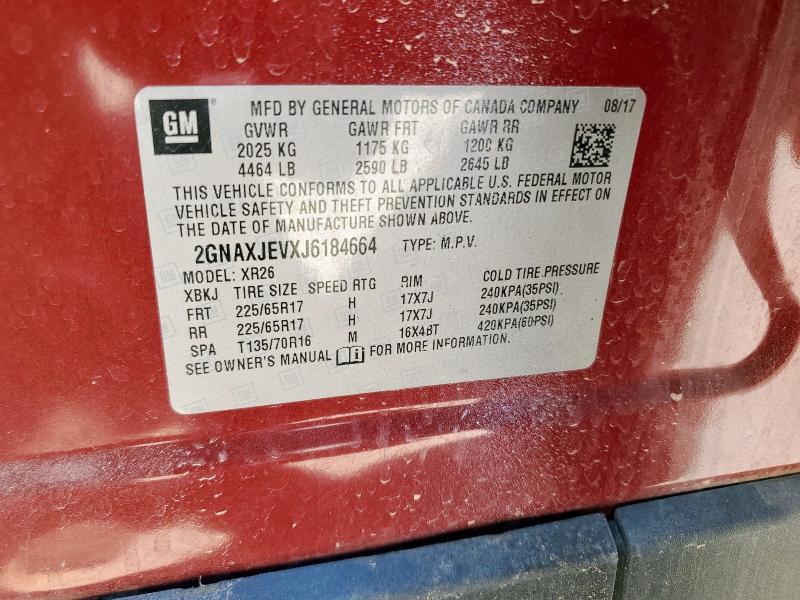 GM
MFD BY GENERAL MOTORS OF CANADA COMPANY 08/17
GVWR GAWR FRT GAWR RR
2025 KG 1175 KG 1200 KG
4464 LB 2590 LB 2645 LB
THIS VEHICLE CONFORMS TO ALL APPLICABLE U.S. FEDERAL MOTOR
VEHICLE SAFETY AND THEFT PREVENTION STANDARDS IN EFFECT ON
THE DATE OF MANUFACTURE SHOWN ABOVE.
2GNAXJEVXJ6184664 TYPE: M.P.V.
MODEL: XR26
XBKJ TIRE SIZE SPEED RTG RIM COLD TIRE PRESSURE
FRT 225/65R17 H 17X7J 240KPA(35PSI)
RR 225/65R17 H 17X7J 240KPA(35PSI)
SPA T135/70R16 M 16X4BT 420KPA(60PSI)
SEE OWNER'S MANUAL FOR MORE INFORMATION.